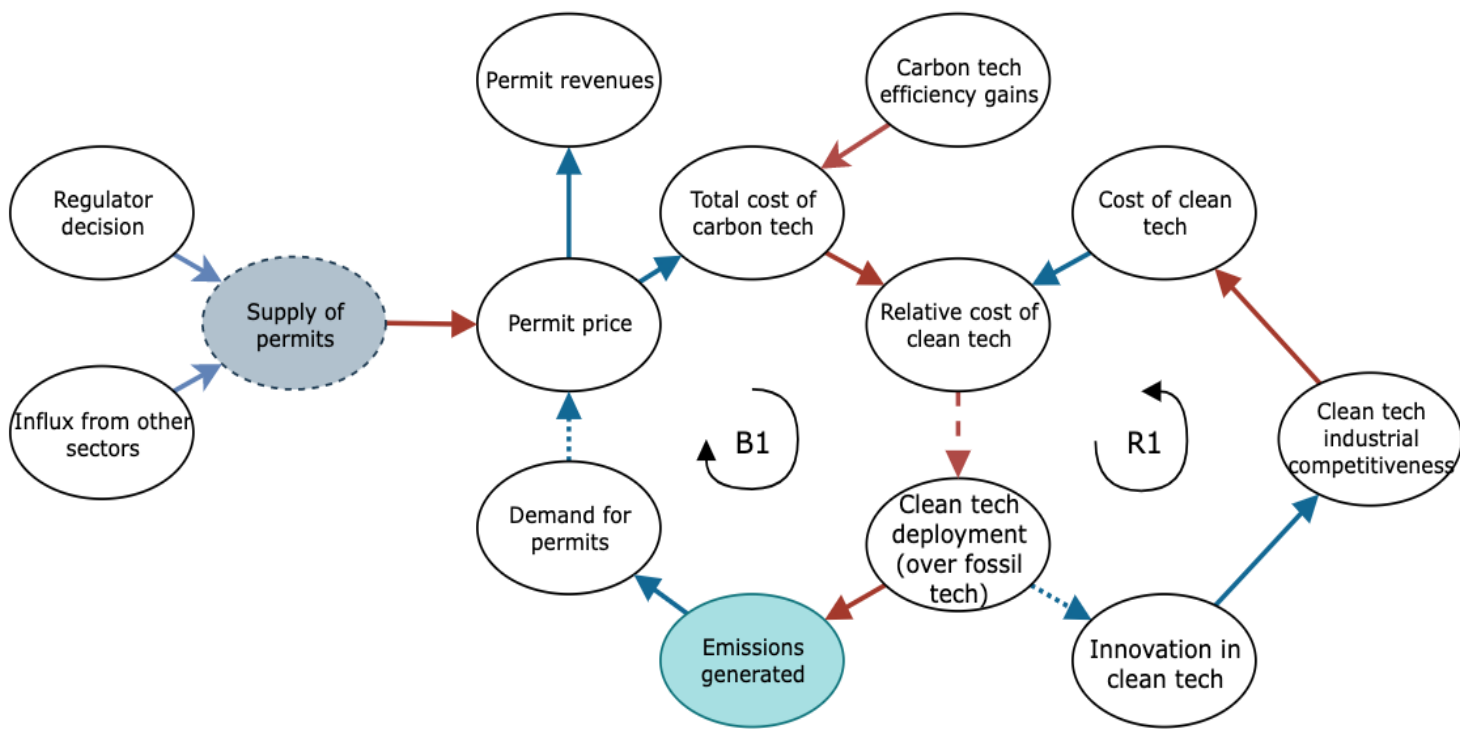 Permit revenues
Carbon tech
efficiency gains
Regulator
decision
Total cost of
carbon tech
Cost of clean
tech
Supply of
permits
Permit price
Relative cost of
clean tech
Influx from other
sectors
Clean tech
industrial
competitiveness
B1
R1
Demand for
permits
Clean tech
deployment
(over fossil
tech)
Emissions
generated
Innovation in
clean tech